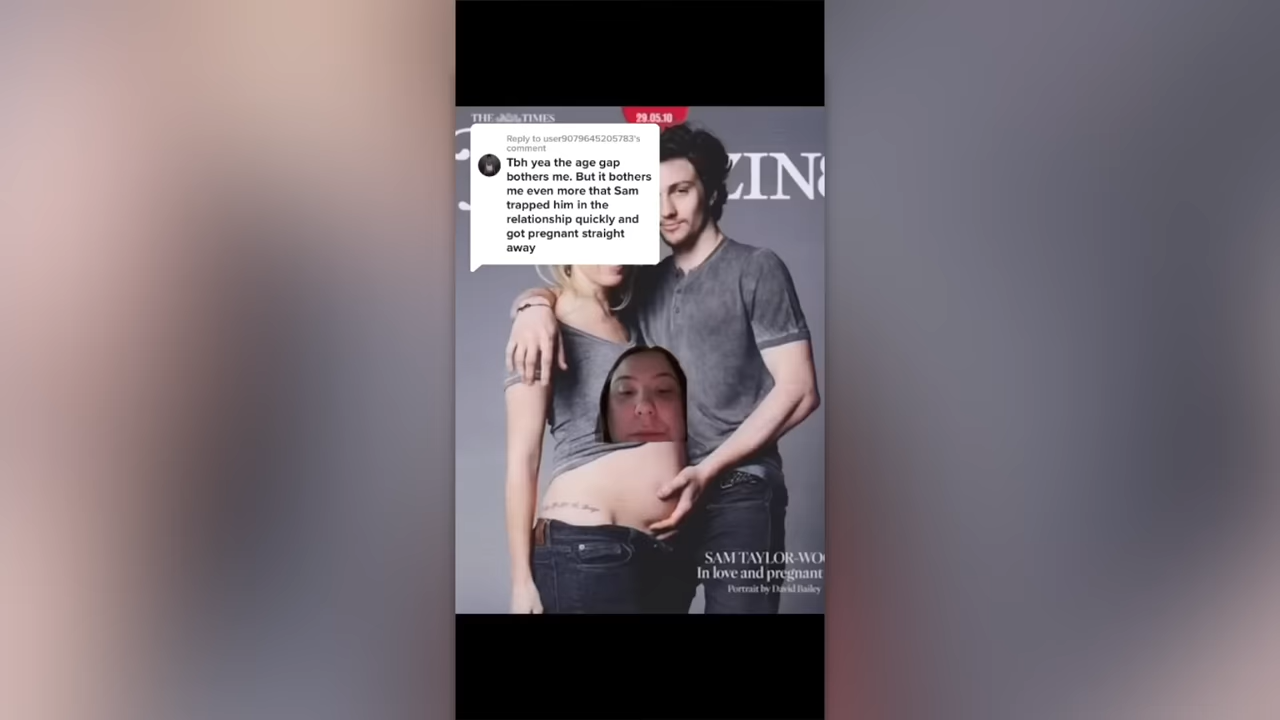 THE TIMES
29.05.10
ZIN
Reply to user9079645205783's
comment
Tbh yea the age gap
bothers me. But it bothers
me even more that Sam
trapped him in the
relationship quickly and
got pregnant straight
away
SAM TAYLOR-WO
In love and pregnant
Portrait by David Bailey